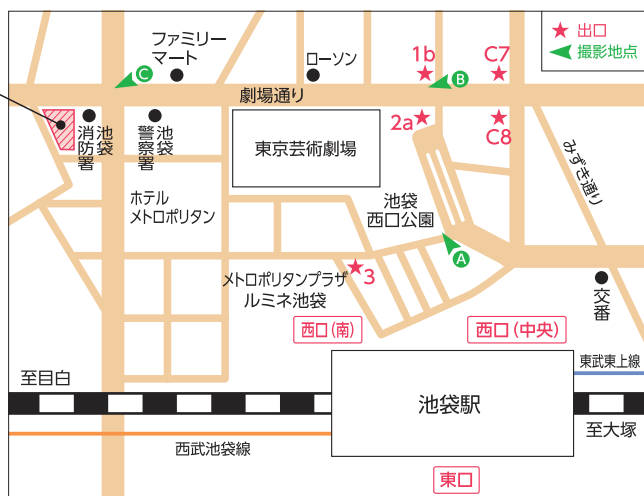 ファミリー
マート
ローソン
1b
C7
★ 出口
撮影地点
C
B
劇場通り
2a
C8
池袋
消防署
池袋
警察署
東京芸術劇場
みずき通り
ホテル
メトロポリタン
池袋
西口公園
A
メトロポリタンプラザ
ルミネ池袋
3
交番
西口（南）
西口（中央）
東武東上線
至目白
池袋駅
至大塚
西武池袋線
東口